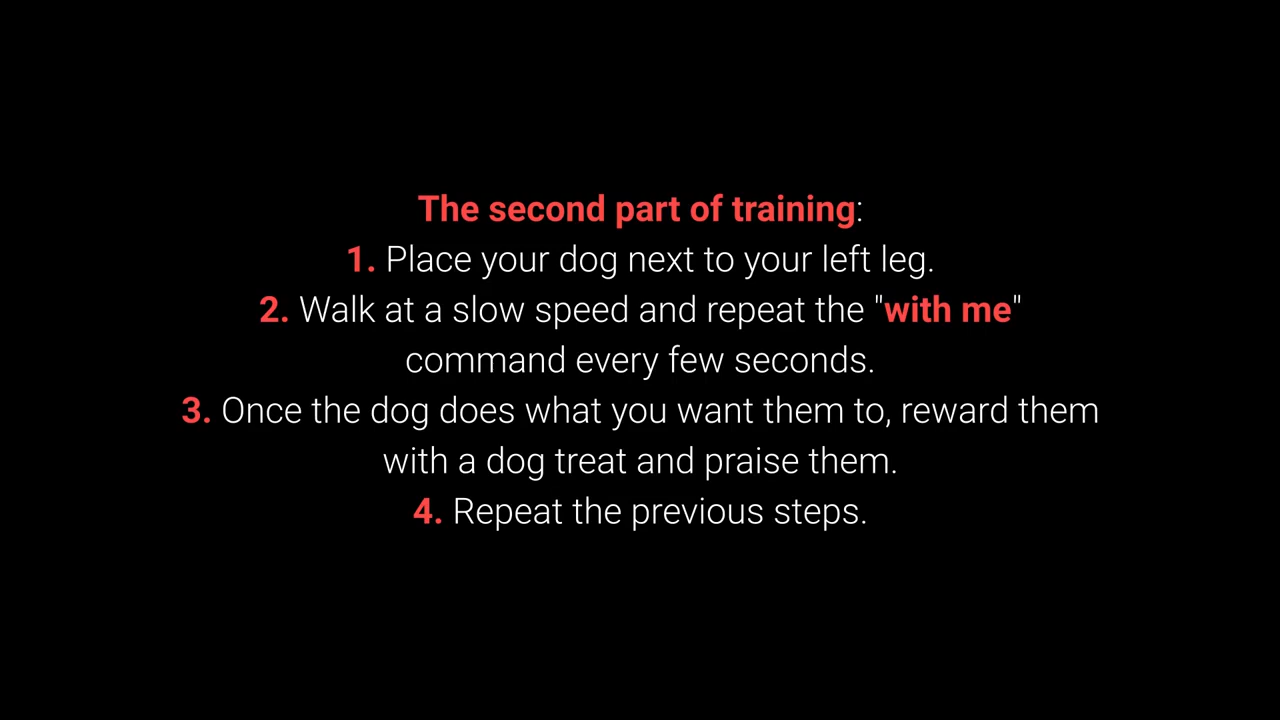 The second part of training:
1. Place your dog next to your left leg.
2. Walk at a slow speed and repeat the "with me"
command every few seconds.
3. Once the dog does what you want them to, reward them
with a dog treat and praise them.
4. Repeat the previous steps.